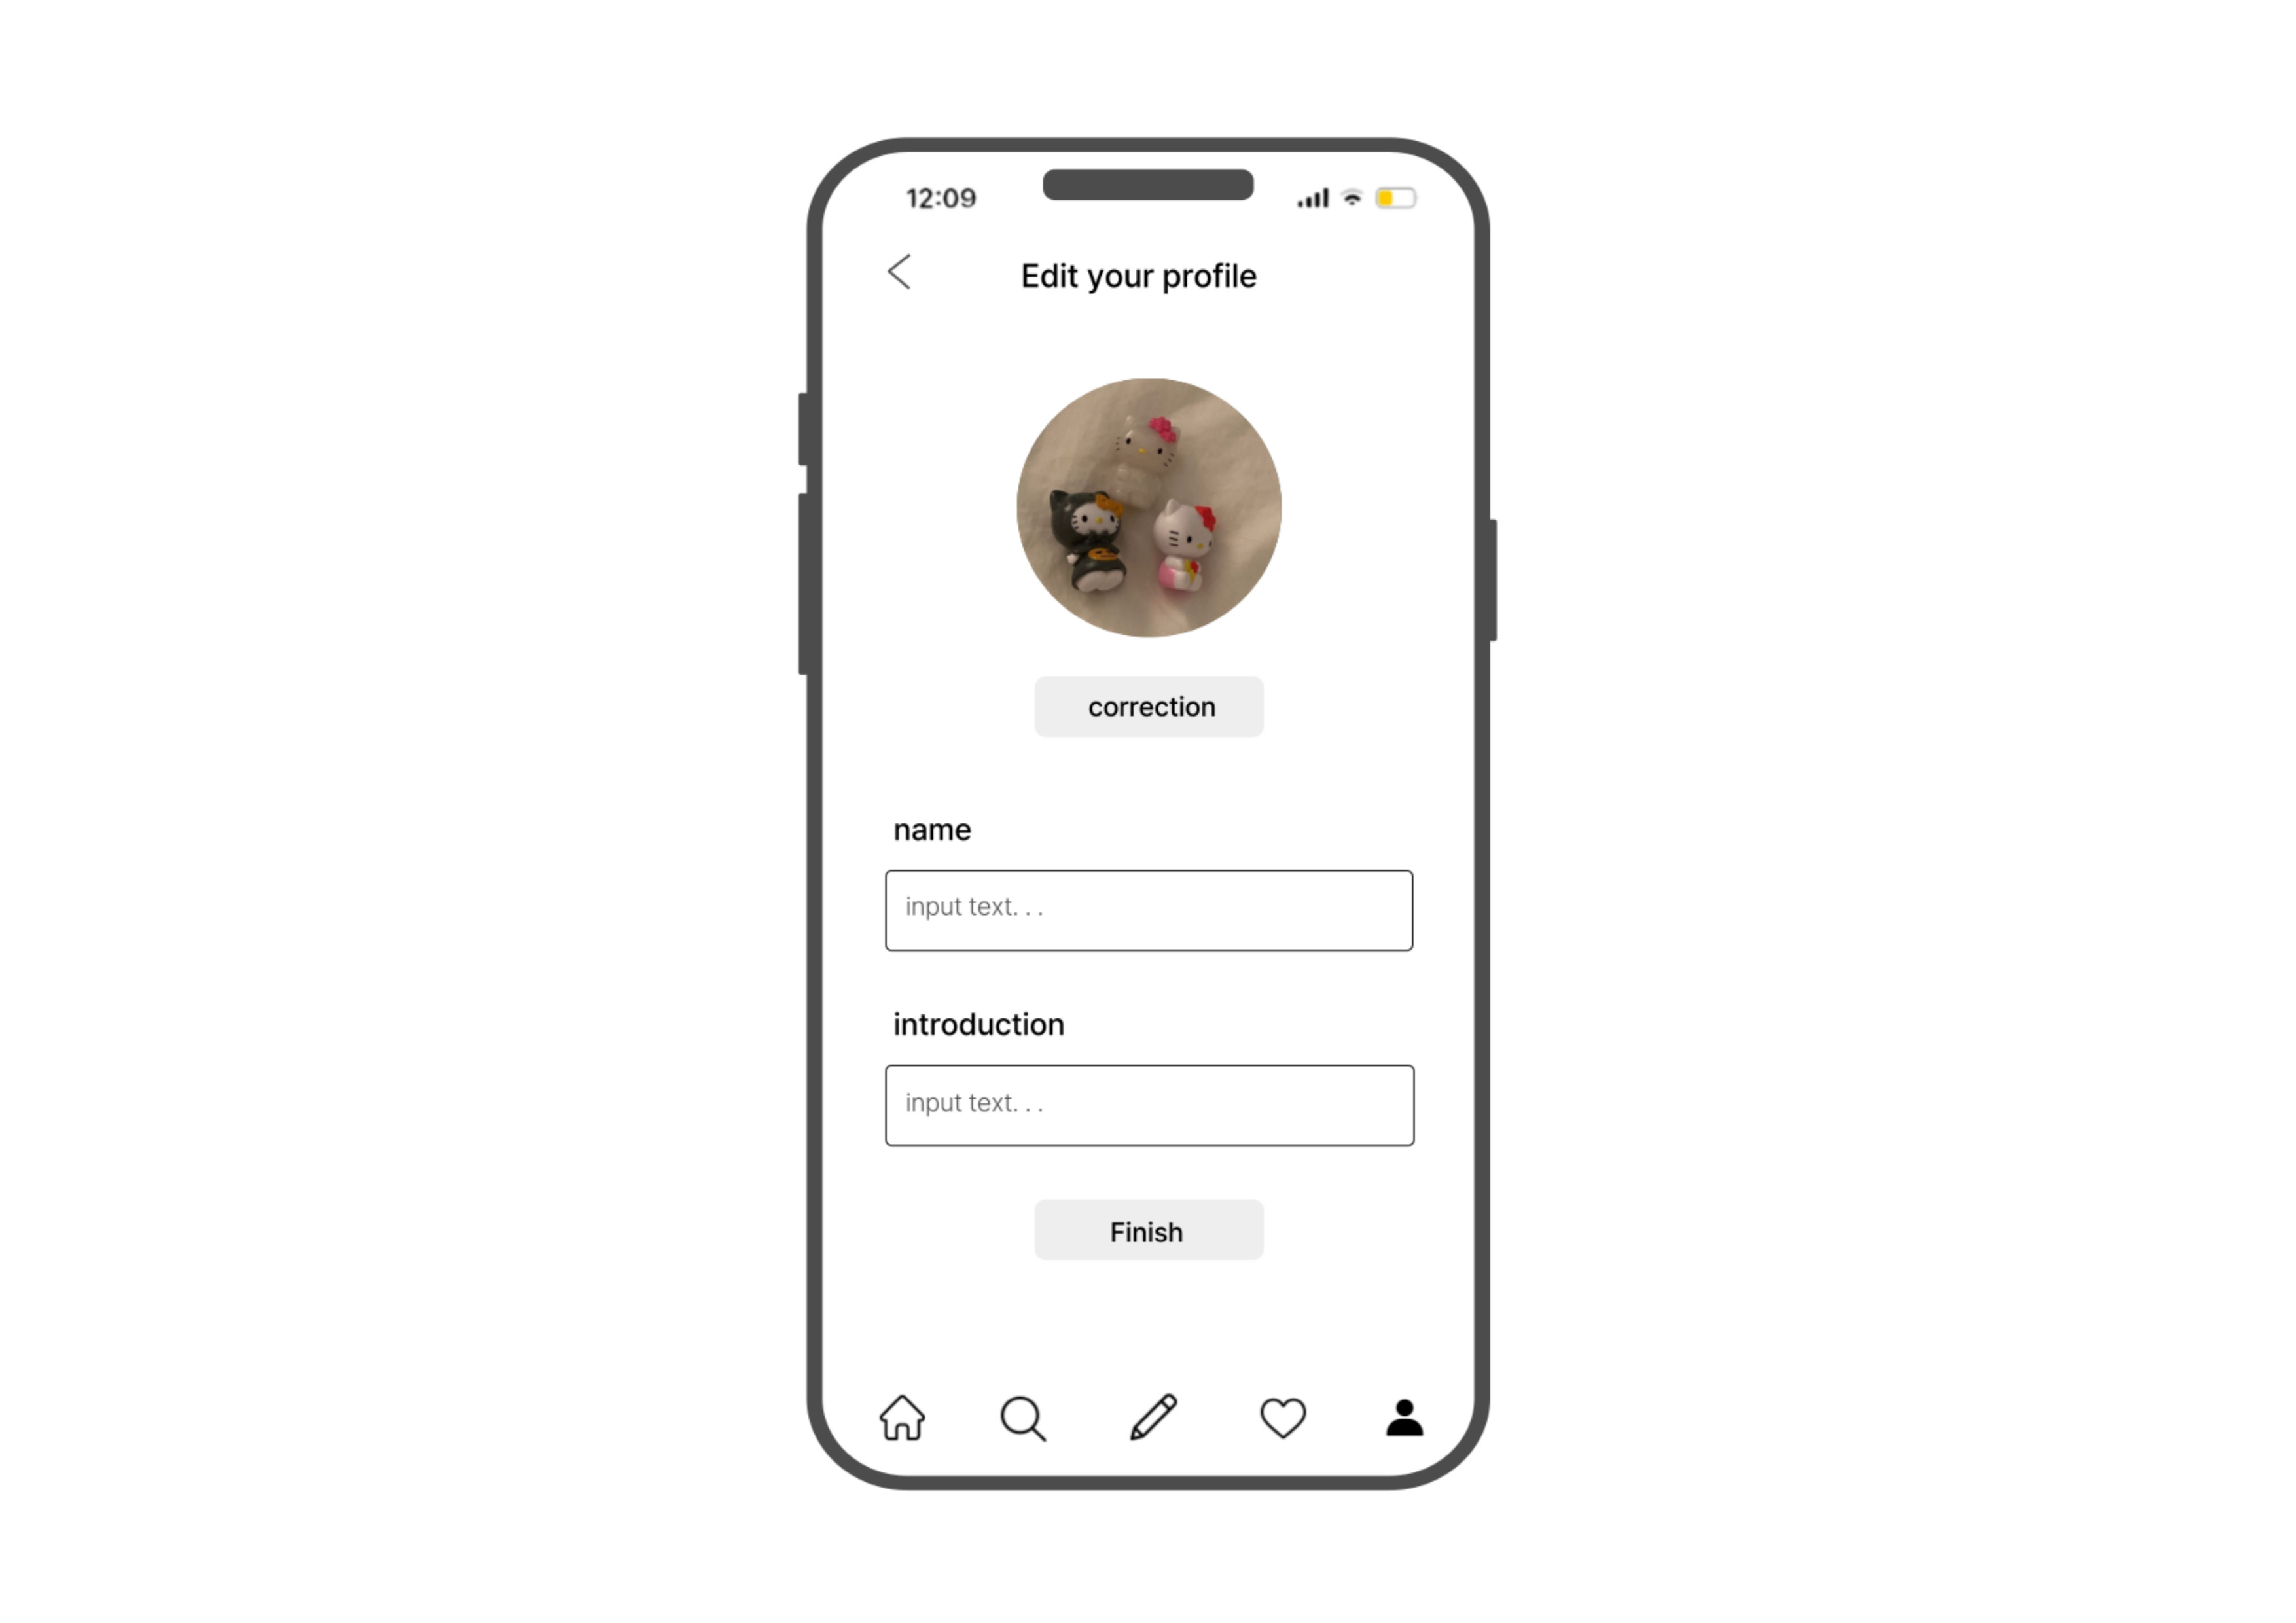 12:09
Edit your profile
correction
name
input text. . .
introduction
input text. . .
Finish